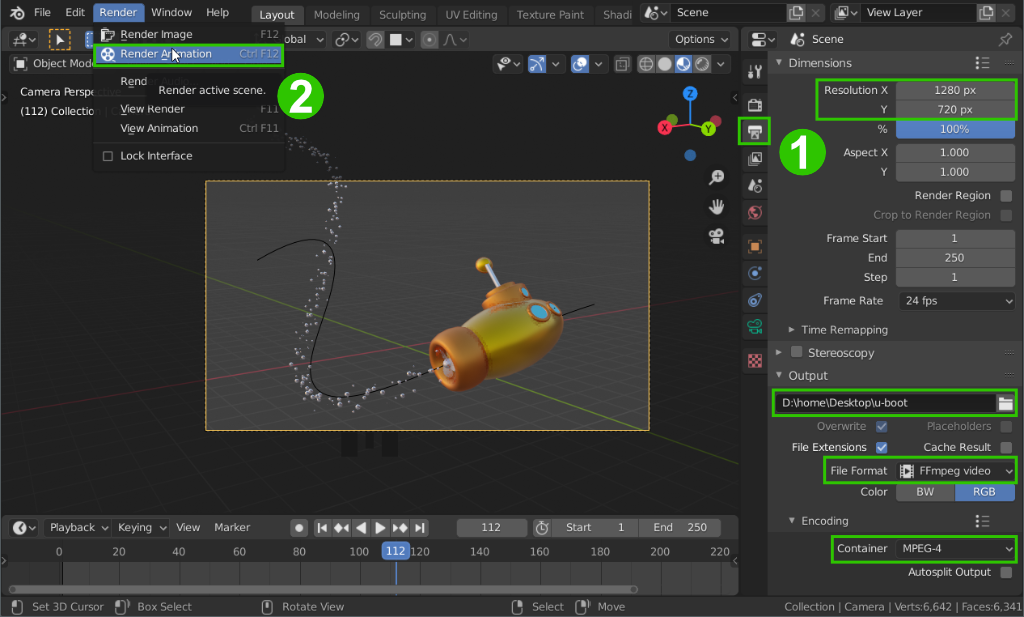 File Edit Render Window Help Layout Modeling Sculpting UV Editing Texture Paint Shadi Scene View Layer
obal Options Scene
Object Mode
Render Image F12
Render Animation Ctrl F12
Rend
Render active scene.
View Render F11
View Animation Ctrl F11
Lock Interface
2
Camera Perspe
(112) Collection
Z
X
Y
1
Dimensions
Resolution X 1280 px
Y 720 px
% 100%
Aspect X 1.000
Y 1.000
Render Region
Crop to Render Region
Frame Start 1
End 250
Step 1
Frame Rate 24 fps
Time Remapping
Stereoscopy
Output
D:\home\Desktop\u-boot
Overwrite Placeholders
File Extensions Cache Result
File Format FFmpeg video
Color BW RGB
Encoding
Container MPEG-4
Autosplit Output
Playback Keying View Marker 112 Start 1 End 250
0 20 40 60 80 100 112 120 140 160 180 200 220
Set 3D Cursor Box Select Rotate View Select Move Collection | Camera | Verts:6,642 | Faces:6,341